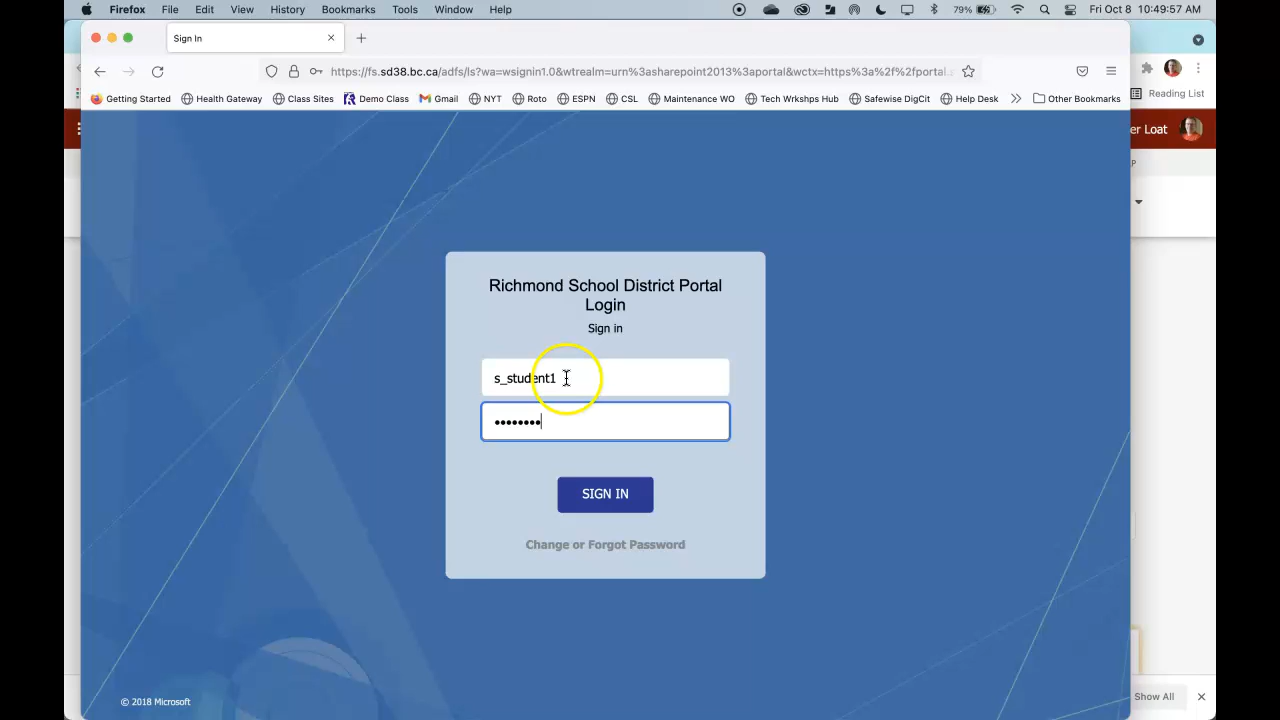 Firefox File Edit View History Bookmarks Tools Window Help 79% Fri Oct 8 10:49:57 AM
Sign In
https://fs.sd38.bc.ca/adfs/ls?wa=wsignin1.0&wtrealm=urn%3asharepoint2013%3aportal&wctx=https%3a%2f%2fportal.s
Getting Started Health Gateway Class Sites Demo Class Gmail NYT Roto ESPN CSL Maintenance WO Tech Wrkshps Hub Safewise DigCit Help Desk Other Bookmarks
Reading List
er Loat
Richmond School District Portal
Login
Sign in
s_student1
••••••••
SIGN IN
Change or Forgot Password
© 2018 Microsoft
Show All